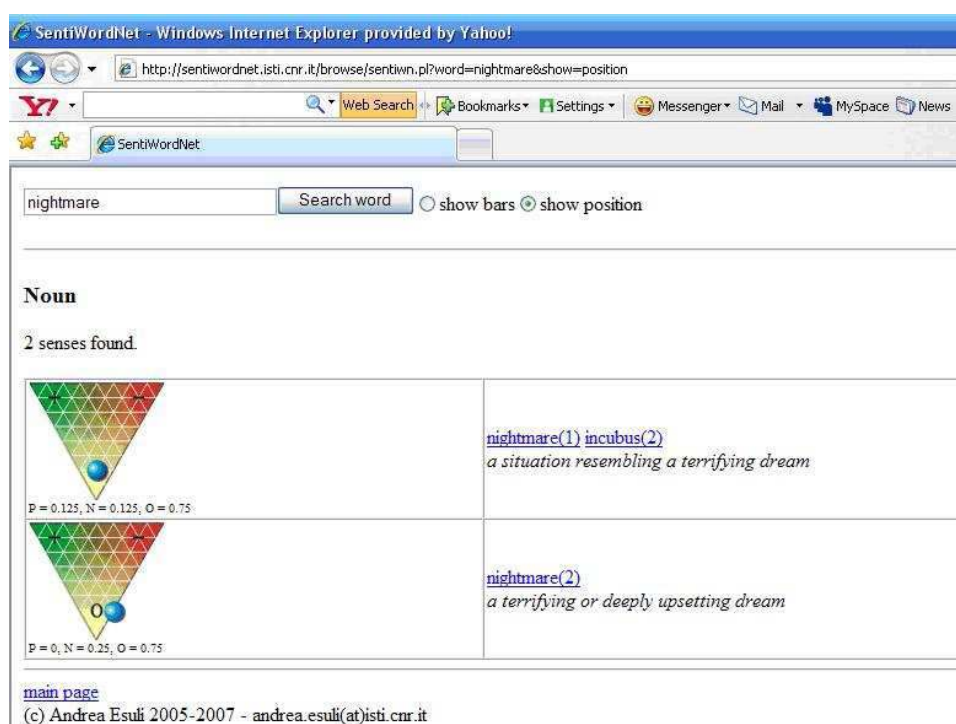 SentiWordNet - Windows Internet Explorer provided by Yahoo!
http://sentiwordnet.isti.cnr.it/browse/sentiwn.pl?word=nightmare&show=position
Y7 Web Search Bookmarks Settings Messenger Mail MySpace News
SentiWordNet
nightmare Search word show bars show position
Noun
2 senses found.
P = 0.125, N = 0.125, O = 0.75
nightmare(1) incubus(2)
a situation resembling a terrifying dream
O
P = 0, N = 0.25, O = 0.75
nightmare(2)
a terrifying or deeply upsetting dream
main page
(c) Andrea Esuli 2005-2007 - andrea.esuli(at)isti.cnr.it